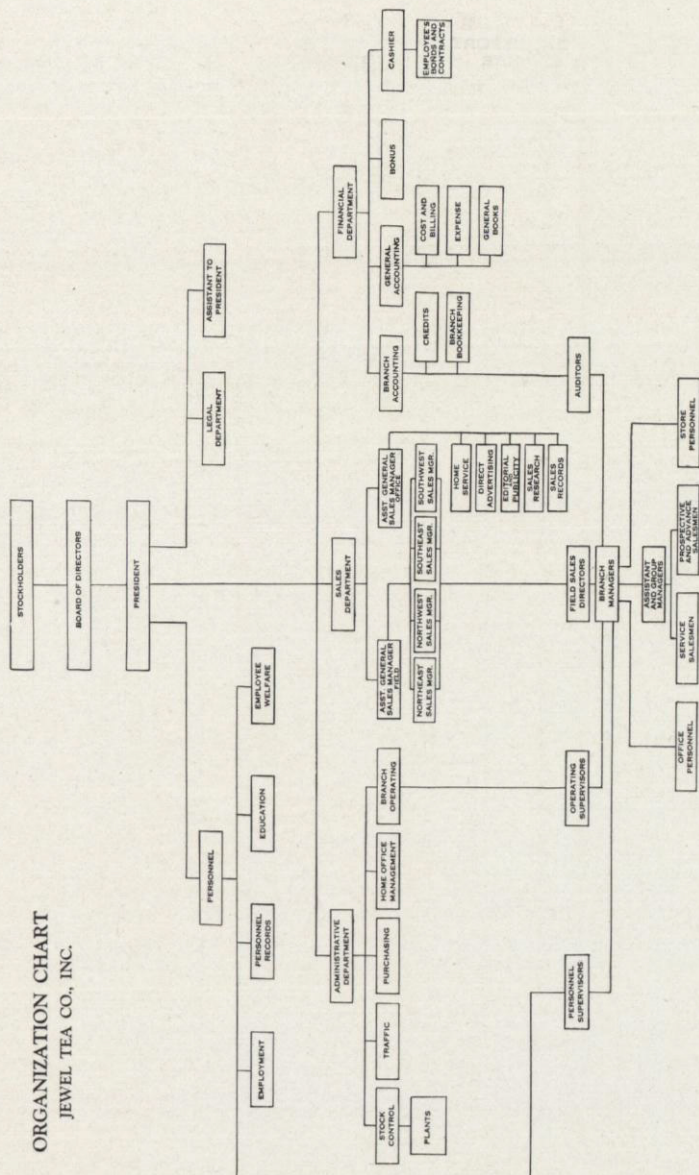 ORGANIZATION CHART
JEWEL TEA CO., INC.
STOCKHOLDERS
BOARD OF DIRECTORS
PRESIDENT
PERSONNEL
LEGAL
DEPARTMENT
ASSISTANT TO
PRESIDENT
EMPLOYMENT
PERSONNEL
RECORDS
EDUCATION
EMPLOYEE
WELFARE
ADMINISTRATIVE
DEPARTMENT
SALES
DEPARTMENT
FINANCIAL
DEPARTMENT
STOCK
CONTROL
TRAFFIC
PURCHASING
HOME OFFICE
MANAGEMENT
BRANCH
OPERATING
ASST. GENERAL
SALES MANAGER
FIELD
ASST. GENERAL
SALES MANAGER
OFFICE
BRANCH
ACCOUNTING
GENERAL
ACCOUNTING
BONUS
CASHIER
PLANTS
NORTHEAST
SALES MGR.
NORTHWEST
SALES MGR.
SOUTHEAST
SALES MGR.
SOUTHWEST
SALES MGR.
CREDITS
BRANCH
BOOKKEEPING
COST AND
BILLING
EXPENSE
GENERAL
BOOKS
EMPLOYEE'S
BONDS AND
CONTRACTS
HOME
SERVICE
DIRECT
ADVERTISING
EDITORIAL
PUBLICITY
SALES
RESEARCH
SALES
RECORDS
PERSONNEL
SUPERVISORS
OPERATING
SUPERVISORS
FIELD SALES
DIRECTORS
AUDITORS
BRANCH
MANAGERS
OFFICE
PERSONNEL
ASSISTANT
AND GROUP
MANAGERS
STORE
PERSONNEL
SERVICE
SALESMEN
PROSPECTIVE
AND ADVANCE
SALESMEN